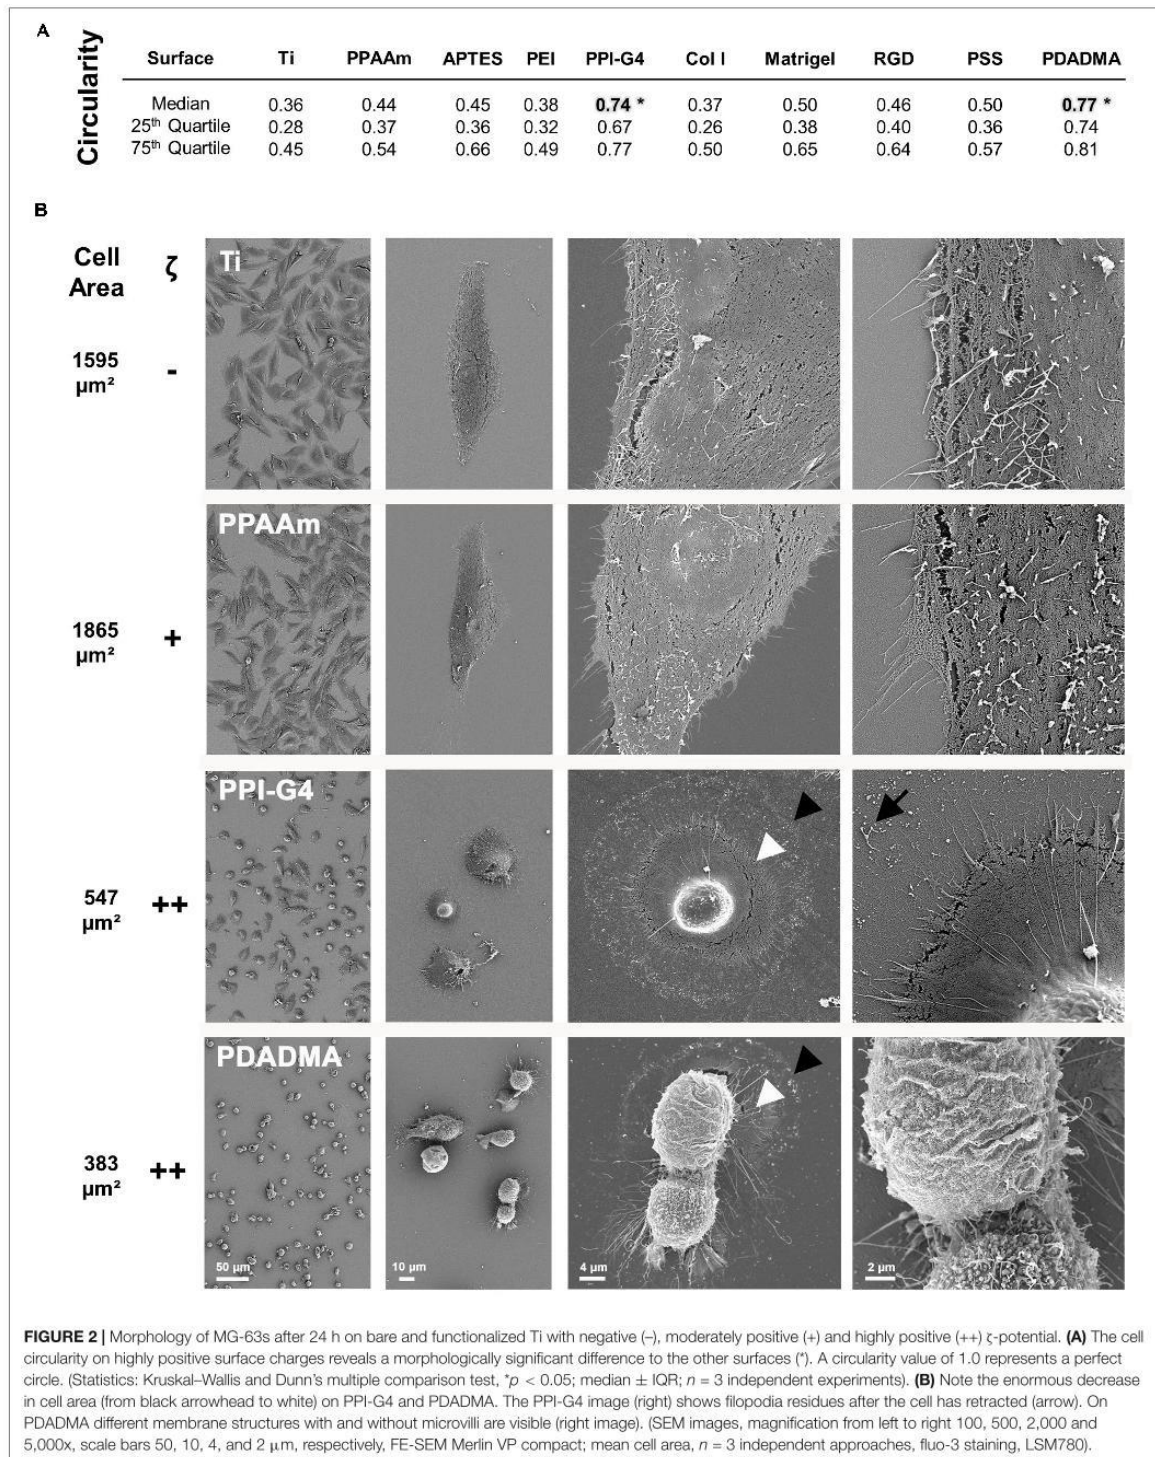 A
Circularity
Surface Ti PPAAm APTES PEI PPI-G4 Col I Matrigel RGD PSS PDADMA
Median 0.36 0.44 0.45 0.38 0.74 * 0.37 0.50 0.46 0.50 0.77 *
25th Quartile 0.28 0.37 0.36 0.32 0.67 0.26 0.38 0.40 0.36 0.74
75th Quartile 0.45 0.54 0.66 0.49 0.77 0.50 0.65 0.64 0.57 0.81
B
Cell
Area
ζ
Ti
1595
µm²
-
PPAAm
1865
µm²
+
PPI-G4
547
µm²
++
PDADMA
383
µm²
++
50 µm 10 µm 4 µm 2 µm
FIGURE 2 | Morphology of MG-63s after 24 h on bare and functionalized Ti with negative (–), moderately positive (+) and highly positive (++) ζ-potential. (A) The cell
circularity on highly positive surface charges reveals a morphologically significant difference to the other surfaces (*). A circularity value of 1.0 represents a perfect
circle. (Statistics: Kruskal–Wallis and Dunn's multiple comparison test, *p < 0.05; median ± IQR; n = 3 independent experiments). (B) Note the enormous decrease
in cell area (from black arrowhead to white) on PPI-G4 and PDADMA. The PPI-G4 image (right) shows filopodia residues after the cell has retracted (arrow). On
PDADMA different membrane structures with and without microvilli are visible (right image). (SEM images, magnification from left to right 100, 500, 2,000 and
5,000x, scale bars 50, 10, 4, and 2 µm, respectively, FE-SEM Merlin VP compact; mean cell area, n = 3 independent approaches, fluo-3 staining, LSM780).